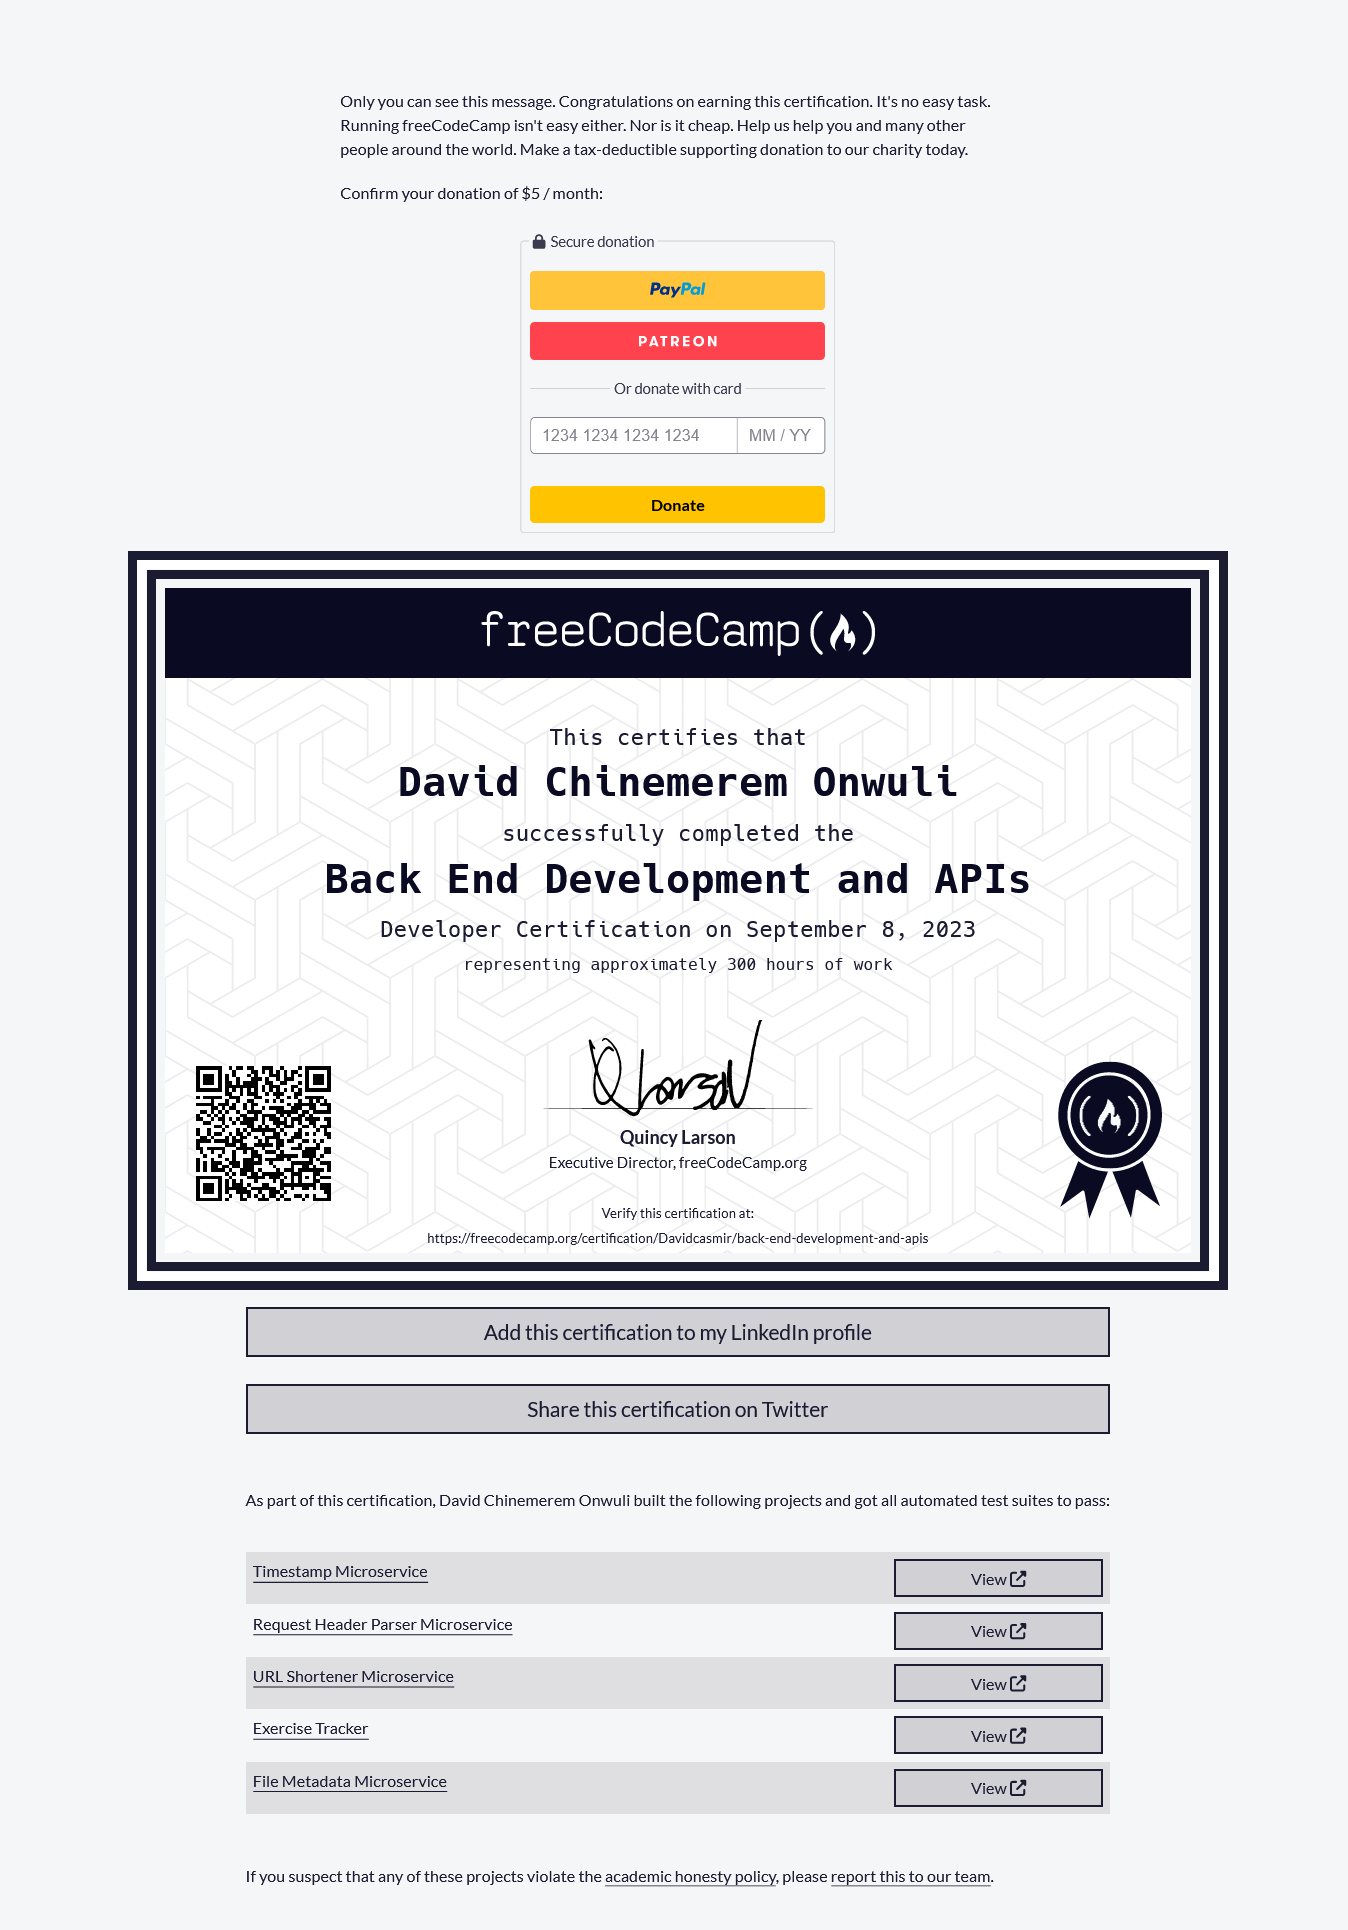 Only you can see this message. Congratulations on earning this certification. It's no easy task.
Running freeCodeCamp isn't easy either. Nor is it cheap. Help us help you and many other
people around the world. Make a tax-deductible supporting donation to our charity today.
Confirm your donation of $5 / month:
Secure donation
PayPal
PATREON
Or donate with card
1234 1234 1234 1234 MM / YY
Donate
freeCodeCamp
This certifies that
David Chinemerem Onwuli
successfully completed the
Back End Development and APIs
Developer Certification on September 8, 2023
representing approximately 300 hours of work
Q Larson
Quincy Larson
Executive Director, freeCodeCamp.org
Verify this certification at:
https://freecodecamp.org/certification/Davidcasmir/back-end-development-and-apis
Add this certification to my LinkedIn profile
Share this certification on Twitter
As part of this certification, David Chinemerem Onwuli built the following projects and got all automated test suites to pass:
Timestamp Microservice View
Request Header Parser Microservice View
URL Shortener Microservice View
Exercise Tracker View
File Metadata Microservice View
If you suspect that any of these projects violate the academic honesty policy, please report this to our team.